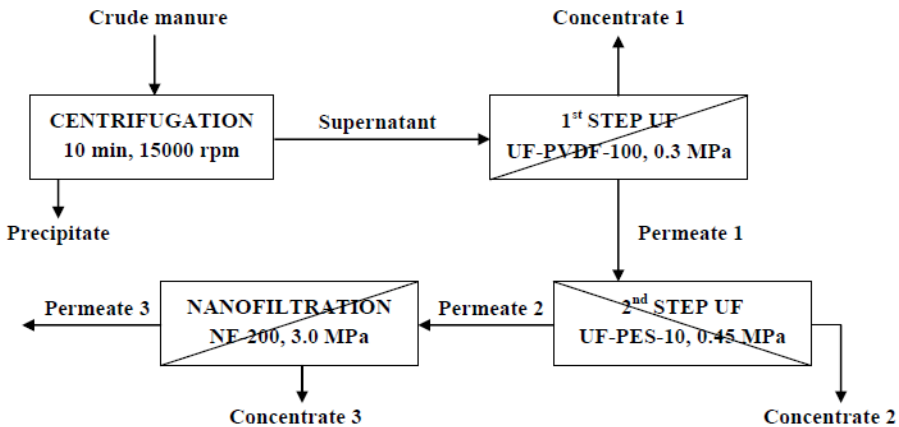 Crude manure
Concentrate 1
CENTRIFUGATION
10 min, 15000 rpm
Supernatant
1st STEP UF
UF-PVDF-100, 0.3 MPa
Precipitate
Permeate 1
Permeate 3
NANOFILTRATION
NF-200, 3.0 MPa
Permeate 2
2nd STEP UF
UF-PES-10, 0.45 MPa
Concentrate 3
Concentrate 2